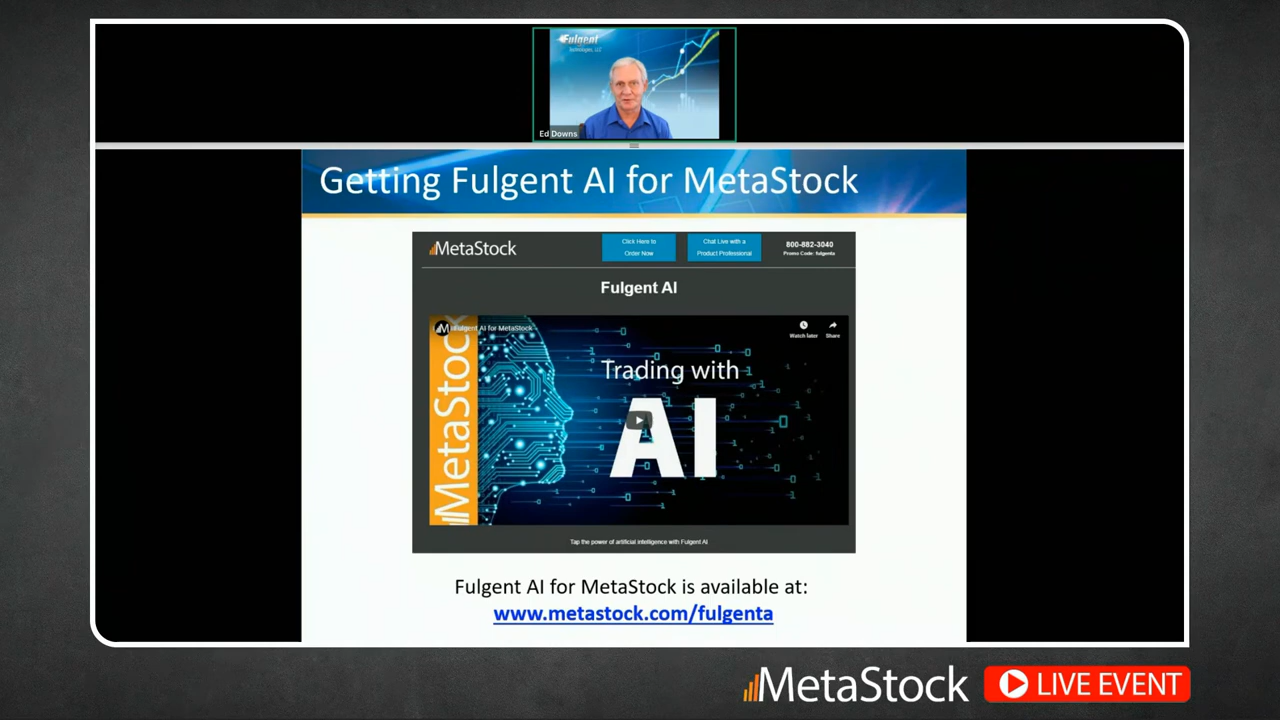 Fulgent
Technologies, LLC
Ed Downs
Getting Fulgent AI for MetaStock
MetaStock
Click Here to
Order Now
Chat Live with a
Product Professional
800-882-3040
Promo Code: fulgenta
Fulgent AI
Fulgent AI for MetaStock
Watch later
Share
MetaStock
Trading with
AI
Tap the power of artificial intelligence with Fulgent AI
Fulgent AI for MetaStock is available at:
www.metastock.com/fulgenta
MetaStock
LIVE EVENT